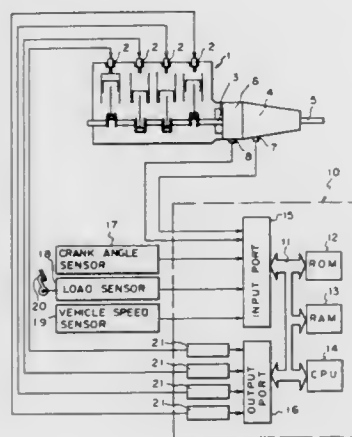 2 2 2 2
1
3 6 4 5
8 7
10
17
15
CRANK ANGLE
SENSOR
11
ROM
12
18
LOAD SENSOR
INPUT PORT
13
RAM
20
19
VEHICLE SPEED
SENSOR
14
CPU
21
21
21
21
OUTPUT
PORT
16